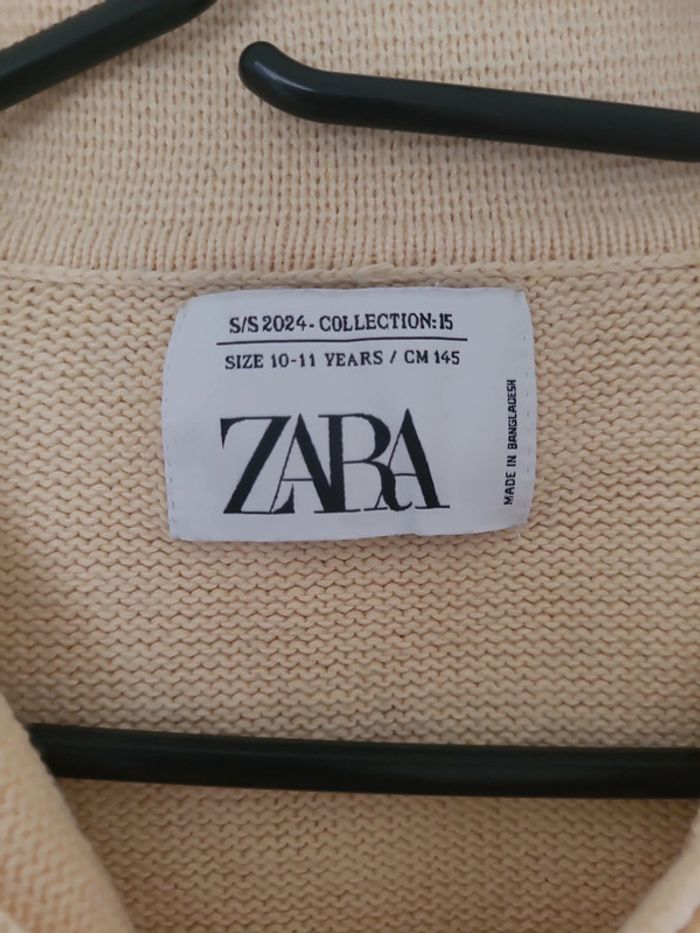 S/S 2024 - COLLECTION: 15
SIZE 10-11 YEARS / CM 145
ZARA
MADE IN BANGLADESH